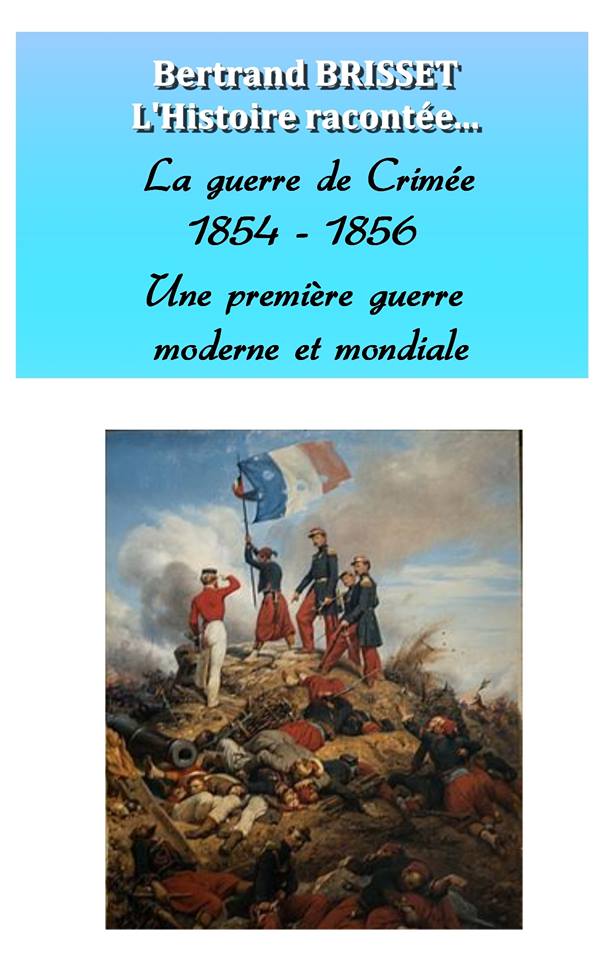 Bertrand BRISSET
L'Histoire racontée...
La guerre de Crimée
1854 - 1856
Une première guerre
moderne et mondiale